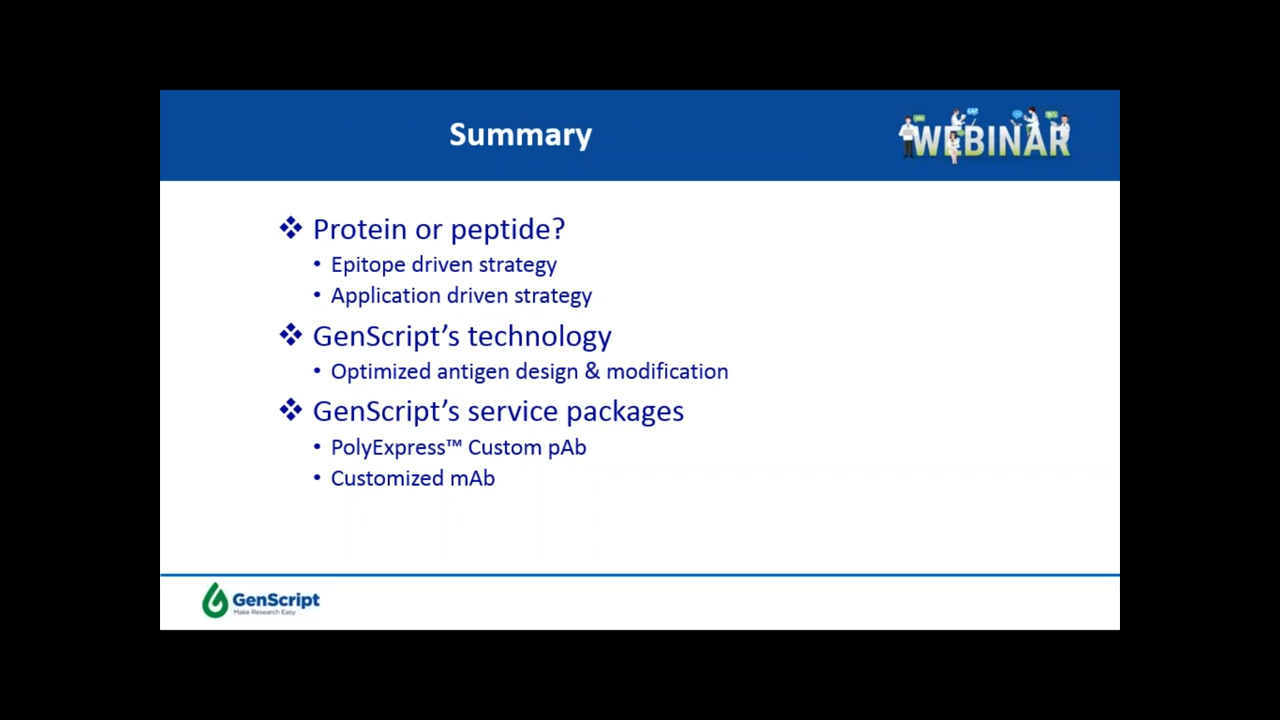 Summary
WEBINAR
❖ Protein or peptide?
• Epitope driven strategy
• Application driven strategy
❖ GenScript’s technology
• Optimized antigen design & modification
❖ GenScript’s service packages
• PolyExpress™ Custom pAb
• Customized mAb
GenScript
Make Research Easy